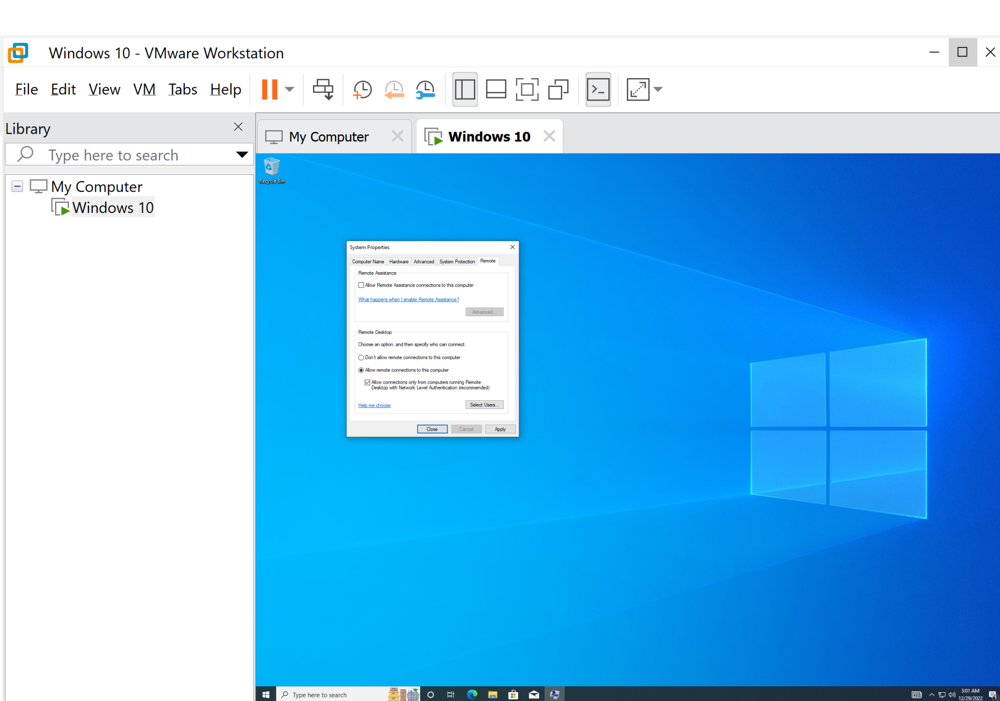 Windows 10 - VMware Workstation
File Edit View VM Tabs Help
Library
Type here to search
My Computer
Windows 10
My Computer
Windows 10
Recycle Bin
System Properties
Computer Name Hardware Advanced System Protection Remote
Remote Assistance
Allow Remote Assistance connections to this computer
What happens when I enable Remote Assistance?
Advanced...
Remote Desktop
Choose an option, and then specify who can connect.
Don't allow remote connections to this computer
Allow remote connections to this computer
Allow connections only from computers running Remote
Desktop with Network Level Authentication (recommended)
Help me choose
Select Users...
Close Cancel Apply
Type here to search
3:01 AM
12/29/2022